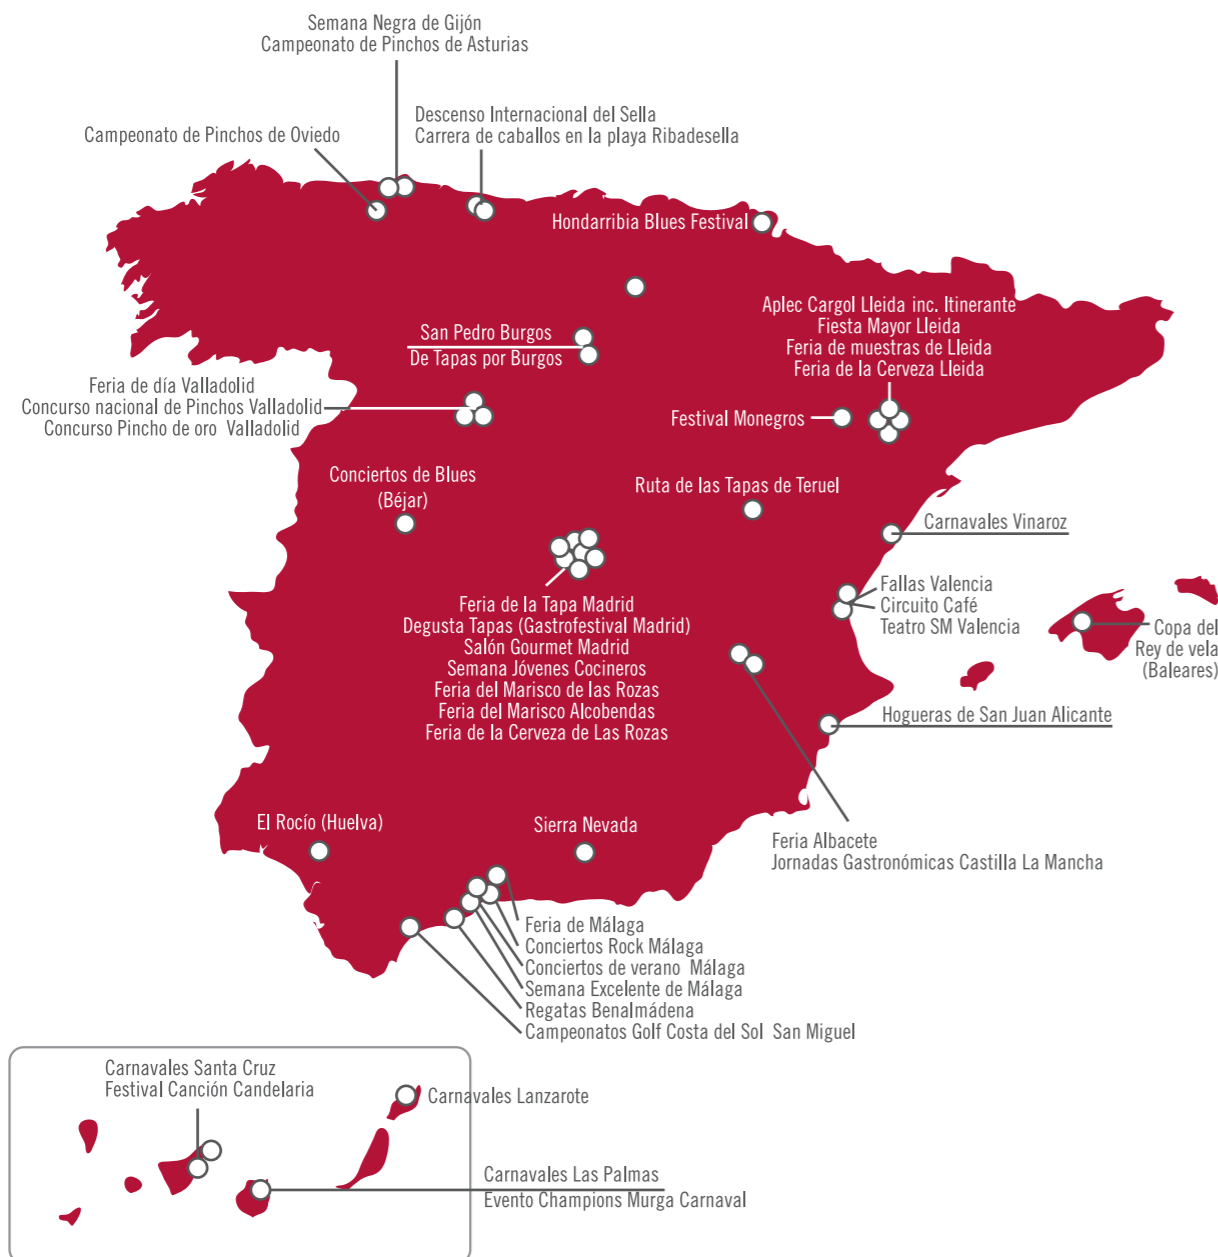 Semana Negra de Gijón
Campeonato de Pinchos de Asturias
Descenso Internacional del Sella
Carrera de caballos en la playa Ribadesella
Campeonato de Pinchos de Oviedo
Hondarribia Blues Festival
Aplec Cargol Lleida inc. Itinerante
Fiesta Mayor Lleida
Feria de muestras de Lleida
Feria de la Cerveza Lleida
San Pedro Burgos
De Tapas por Burgos
Feria de día Valladolid
Concurso nacional de Pinchos Valladolid
Concurso Pincho de oro Valladolid
Festival Monegros
Conciertos de Blues
(Béjar)
Ruta de las Tapas de Teruel
Carnavales Vinaroz
Feria de la Tapa Madrid
Degusta Tapas (Gastrofestival Madrid)
Salón Gourmet Madrid
Semana Jóvenes Cocineros
Feria del Marisco de las Rozas
Feria del Marisco Alcobendas
Feria de la Cerveza de Las Rozas
Fallas Valencia
Circuito Café
Teatro SM Valencia
Copa del
Rey de vela
(Baleares)
Hogueras de San Juan Alicante
El Rocío (Huelva)
Sierra Nevada
Feria Albacete
Jornadas Gastronómicas Castilla La Mancha
Feria de Málaga
Conciertos Rock Málaga
Conciertos de verano Málaga
Semana Excelente de Málaga
Regatas Benalmádena
Campeonatos Golf Costa del Sol San Miguel
Carnavales Santa Cruz
Festival Canción Candelaria
Carnavales Lanzarote
Carnavales Las Palmas
Evento Champions Murga Carnaval